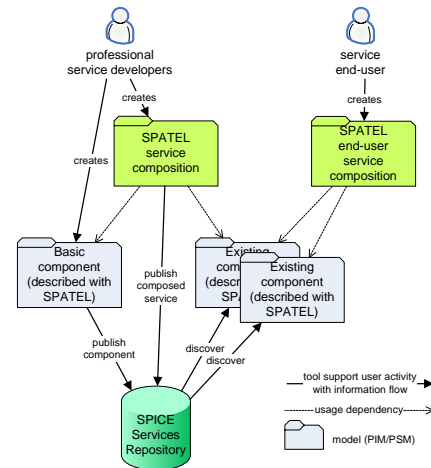 professional
service developers
service
end-user
creates
creates
creates
SPATEL
service
composition
SPATEL
end-user
service
composition
Basic
component
(described with
SPATEL)
Existing
com
(descr
SPAT
Existing
component
(described with
SPATEL)
publish
composed
service
publish
component
discover
discover
SPICE
Services
Repository
tool support user activity
with information flow
usage dependency
model (PIM/PSM)